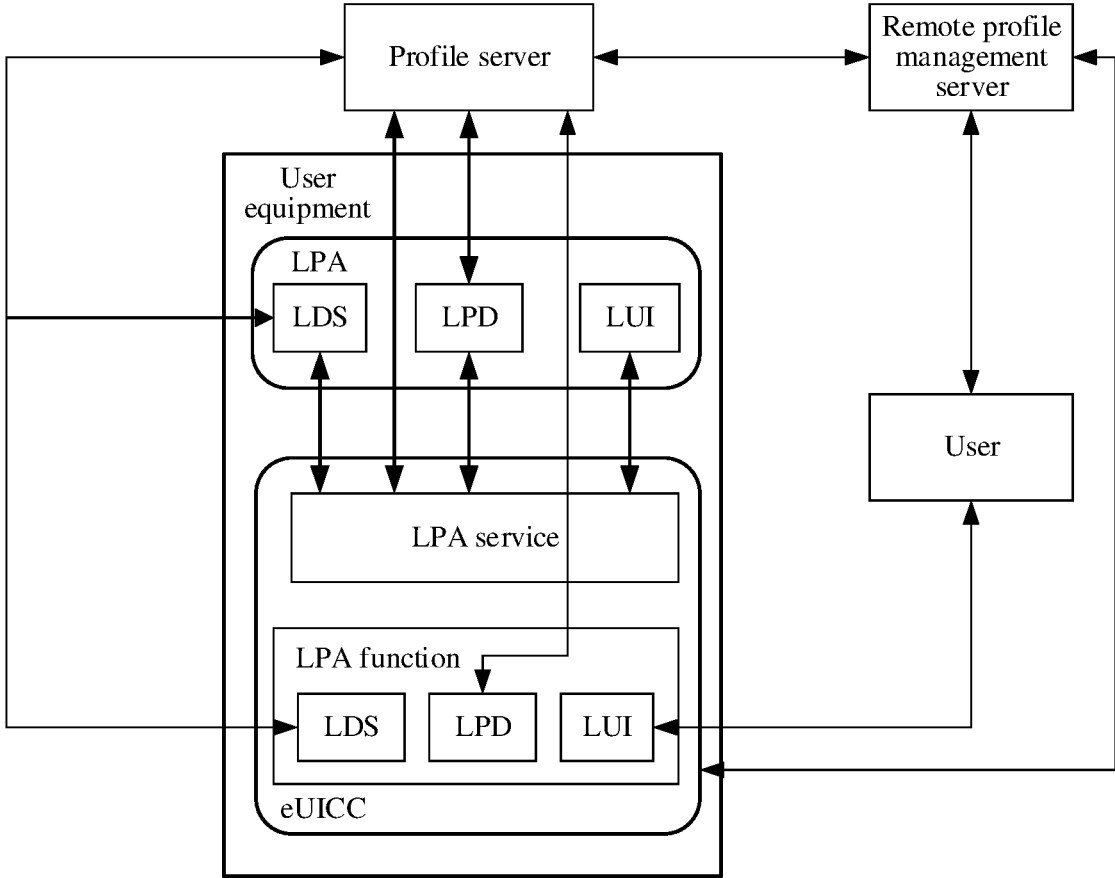 Profile server
Remote profile
management
server
User
equipment
LPA
LDS
LPD
LUI
User
LPA service
LPA function
LDS
LPD
LUI
eUICC